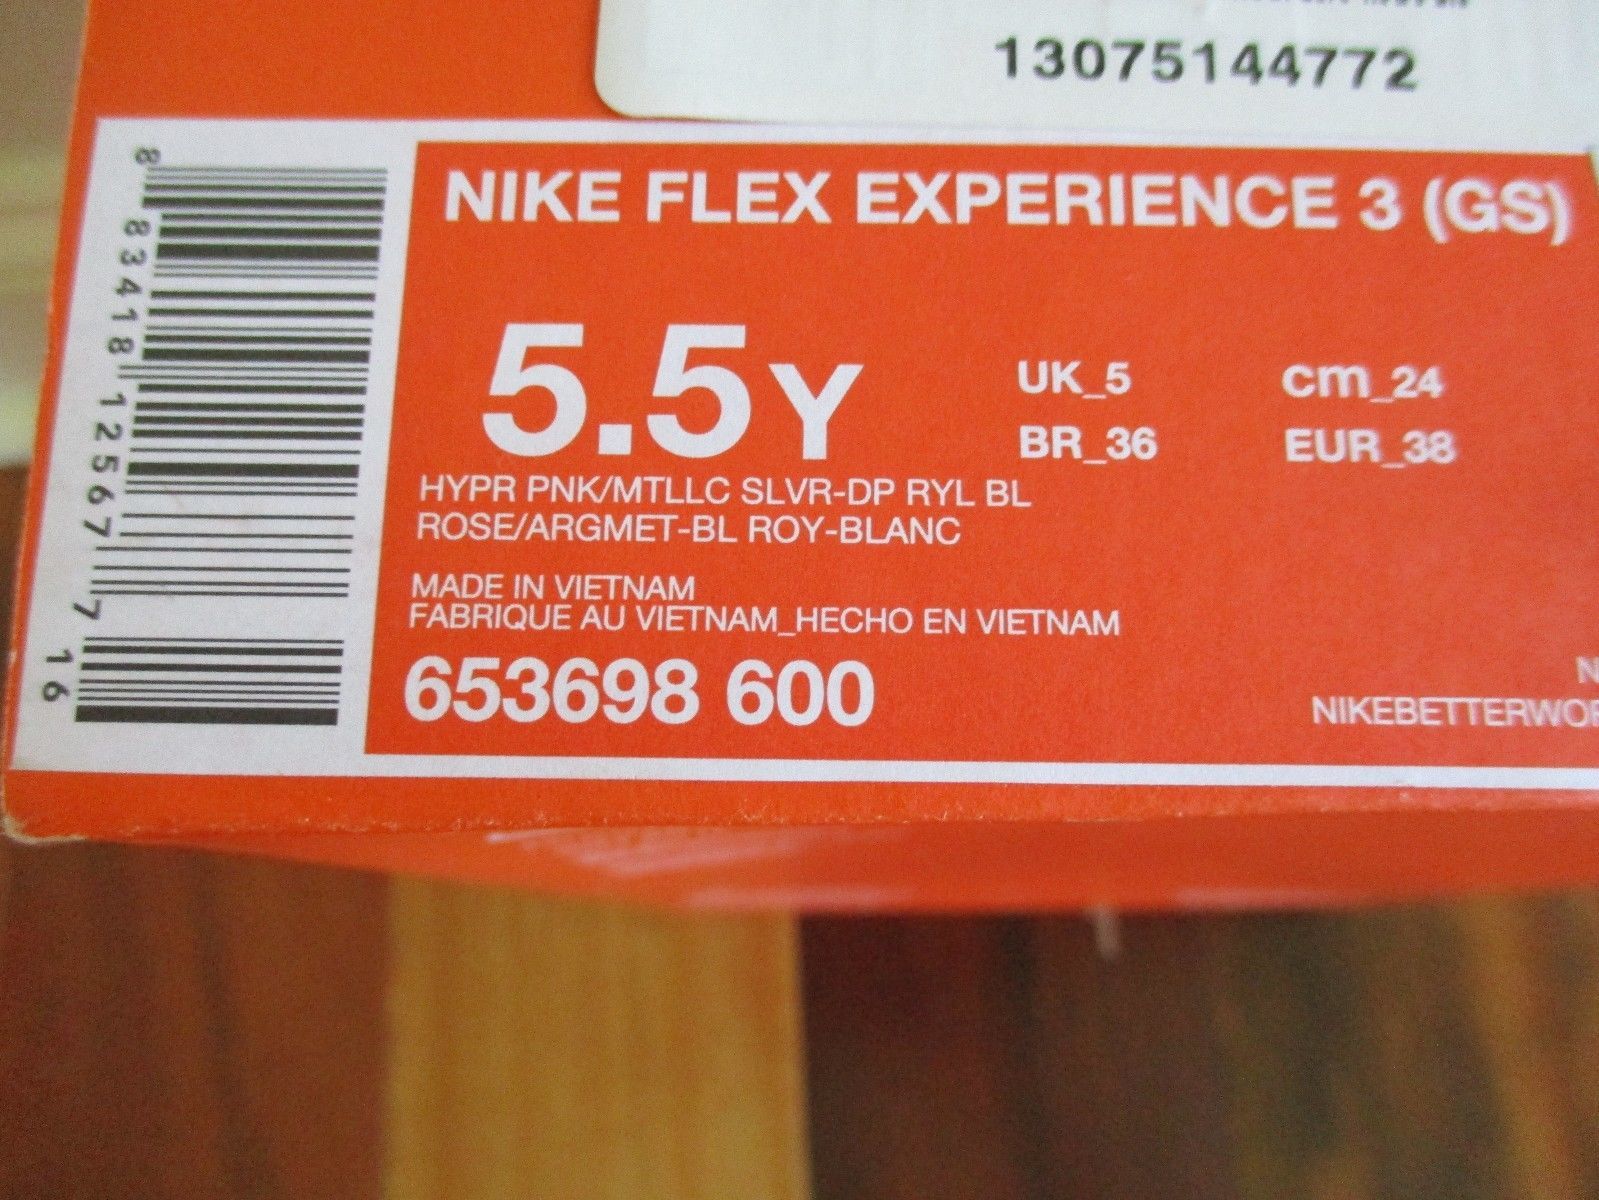 13075144772
NIKE FLEX EXPERIENCE 3 (GS)
5.5Y
UK_5 cm_24
BR_36 EUR_38
HYPR PNK/MTLLC SLVR-DP RYL BL
ROSE/ARGMET-BL ROY-BLANC
MADE IN VIETNAM
FABRIQUE AU VIETNAM_HECHO EN VIETNAM
653698 600
NIKEBETTERWOR
8 83418 12567 7 16